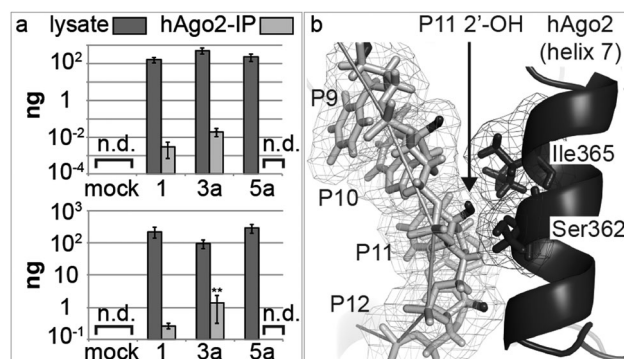 a lysate hAgo2-IP
10²
1
10⁻²
10⁻⁴
ng
n.d. n.d.
mock 1 3a 5a
10³
10²
10
1
10⁻¹
ng
**
n.d. n.d.
mock 1 3a 5a
b P11 2'-OH hAgo2
(helix 7)
P9
Ile365
P10
Ser362
P11
P12